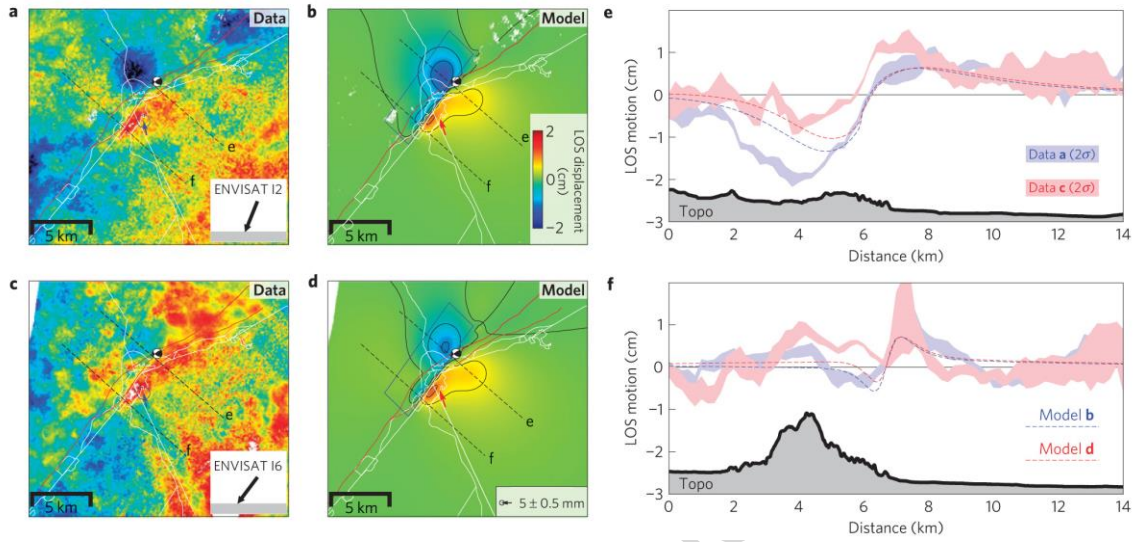 a
Data
e
f
ENVISAT I2
5 km
b
Model
e
f
2
0
−2
LOS displacement
(cm)
5 km
c
Data
e
f
ENVISAT I6
5 km
d
Model
e
f
5 ± 0.5 mm
5 km
e
LOS motion (cm)
1
0
−1
−2
−3
Data a (2σ)
Data c (2σ)
Topo
0 2 4 6 8 10 12 14
Distance (km)
f
LOS motion (cm)
1
0
−1
−2
−3
Model b
Model d
Topo
0 2 4 6 8 10 12 14
Distance (km)